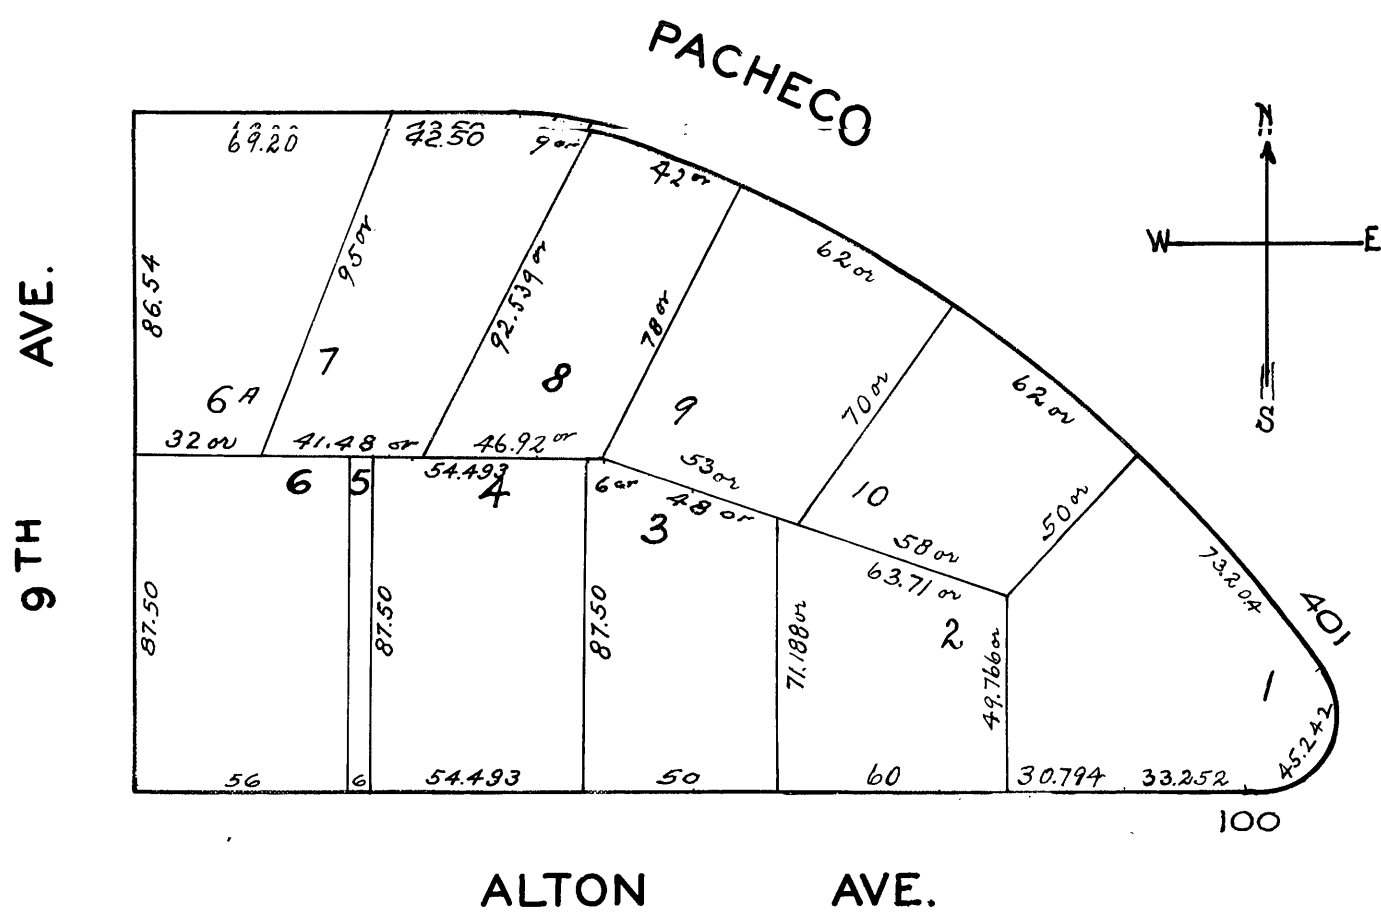 PACHECO
N
W E
S
69.20
42.50
9 or
42 or
62 or
62 or
95 or
92.539 or
78 or
70 or
50 or
86.54
AVE.
9TH
7
8
9
6A
32 or
41.48 or
46.92 or
53 or
10
58 or
6
5
54.493
4
6 or
48 or
3
63.71 or
2
73.204
401
1
87.50
87.50
87.50
71.188 or
49.766 or
45.242
56
6
54.493
50
60
30.794
33.252
100
ALTON AVE.